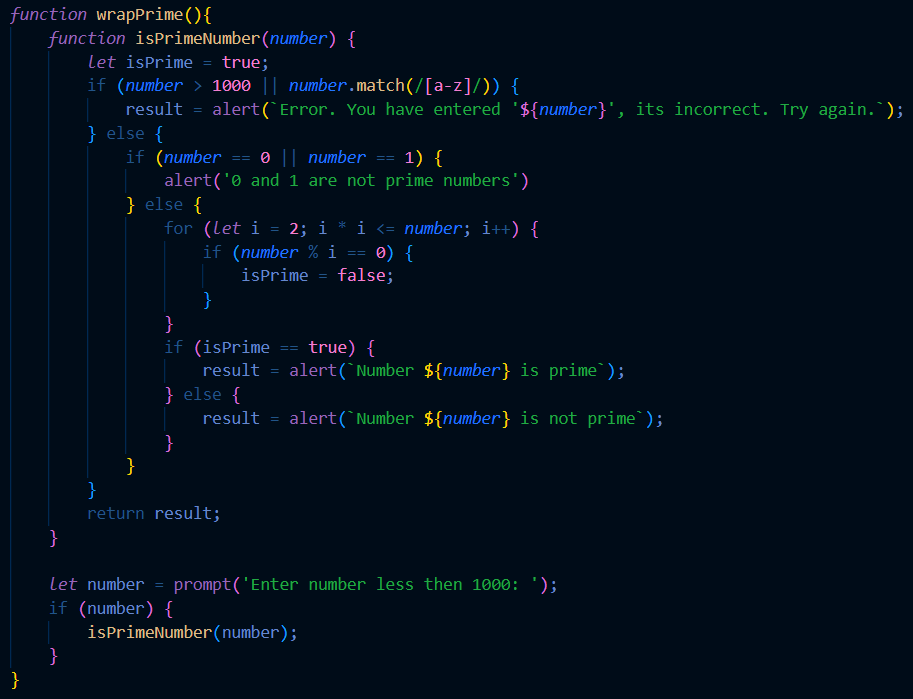 function wrapPrime(){
    function isPrimeNumber(number) {
        let isPrime = true;
        if (number > 1000 || number.match(/[a-z]/)) {
            result = alert(`Error. You have entered '${number}', its incorrect. Try again.`);
        } else {
            if (number == 0 || number == 1) {
                alert('0 and 1 are not prime numbers')
            } else {
                for (let i = 2; i * i <= number; i++) {
                    if (number % i == 0) {
                        isPrime = false;
                    }
                }
                if (isPrime == true) {
                    result = alert(`Number ${number} is prime`);
                } else {
                    result = alert(`Number ${number} is not prime`);
                }
            }
        }
        return result;
    }

    let number = prompt('Enter number less then 1000: ');
    if (number) {
        isPrimeNumber(number);
    }
}